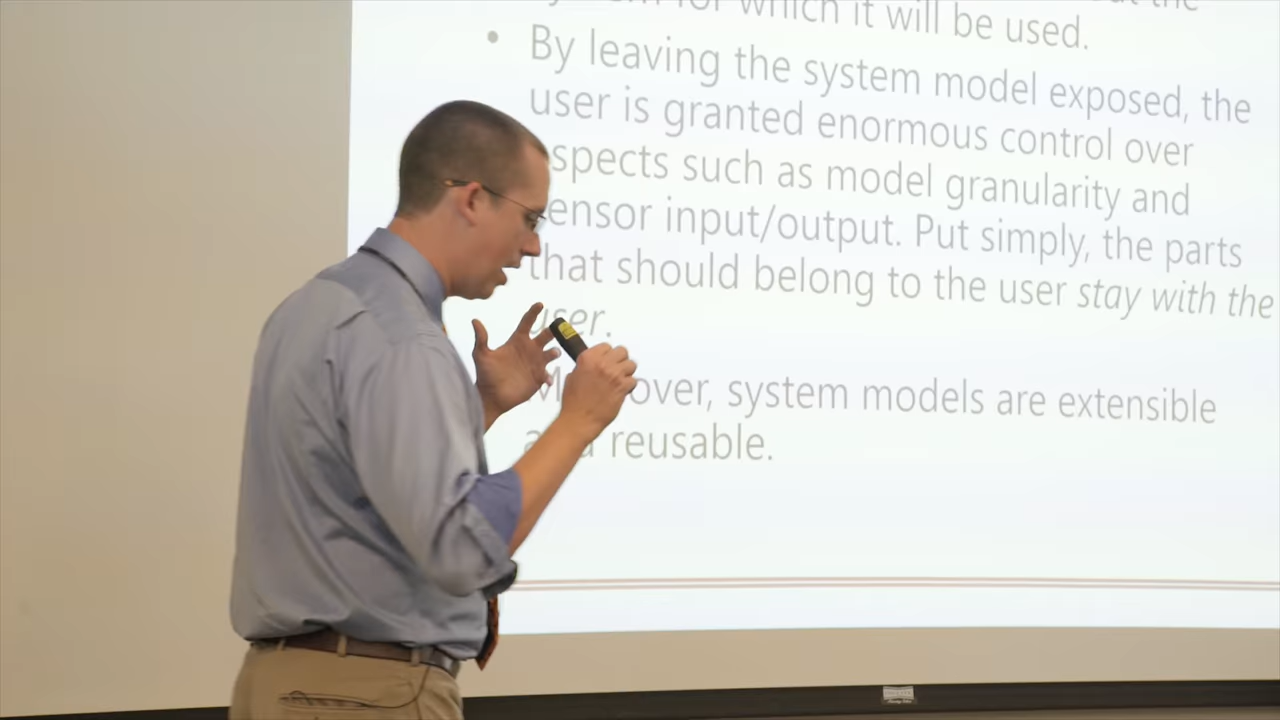 for which it will be used.
• By leaving the system model exposed, the
user is granted enormous control over
spects such as model granularity and
ensor input/output. Put simply, the parts
that should belong to the user stay with the
user.
over, system models are extensible
reusable.